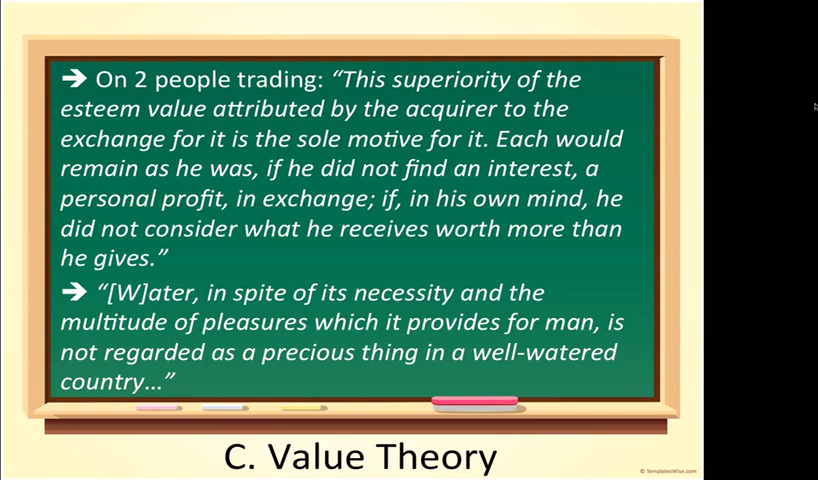 ➔ On 2 people trading: “This superiority of the
esteem value attributed by the acquirer to the
exchange for it is the sole motive for it. Each would
remain as he was, if he did not find an interest, a
personal profit, in exchange; if, in his own mind, he
did not consider what he receives worth more than
he gives.”
➔ “[W]ater, in spite of its necessity and the
multitude of pleasures which it provides for man, is
not regarded as a precious thing in a well-watered
country…”
C. Value Theory
© TemplatesWise.com